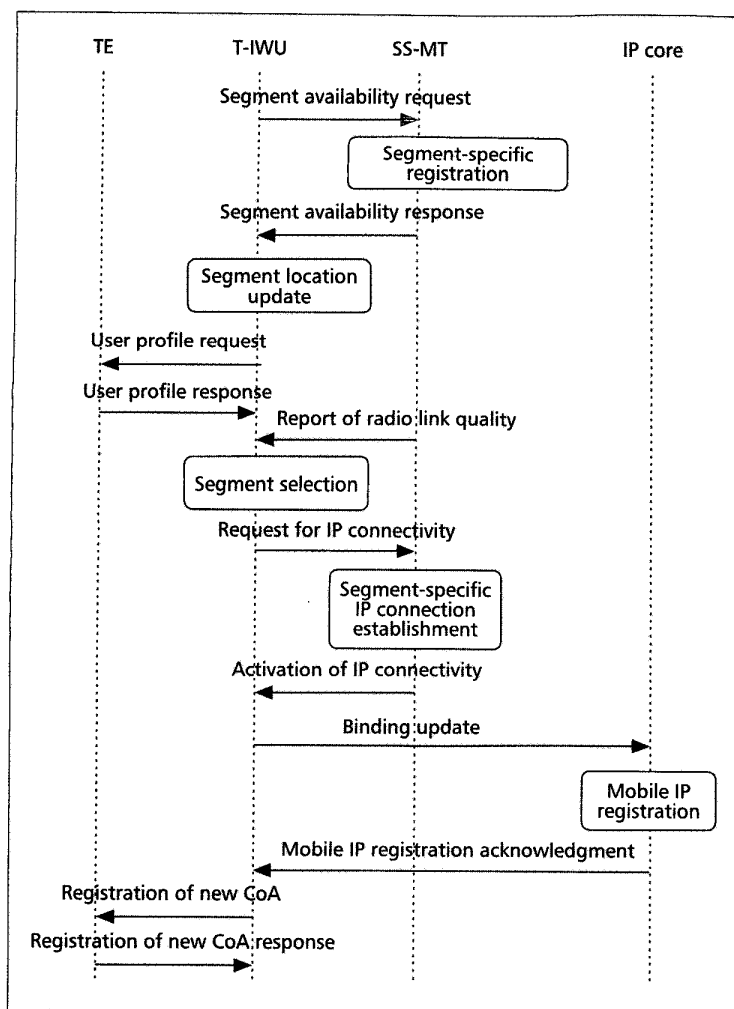 TE T-IWU SS-MT IP core
Segment availability request
Segment-specific
registration
Segment availability response
Segment location
update
User profile request
User profile response
Report of radio link quality
Segment selection
Request for IP connectivity
Segment-specific
IP connection
establishment
Activation of IP connectivity
Binding update
Mobile IP
registration
Mobile IP registration acknowledgment
Registration of new CoA
Registration of new CoA response